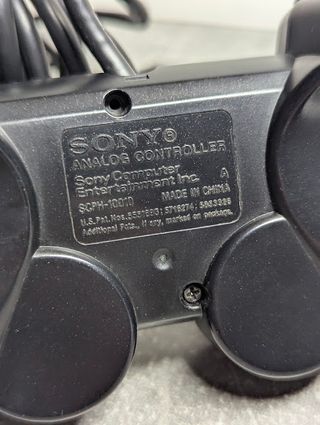 SONY®
ANALOG CONTROLLER
Sony Computer
Entertainment Inc. A
SCPH-10010 MADE IN CHINA
U.S.Pat.Nos. 5716274; 
Additional Pats., if any, marked on package.